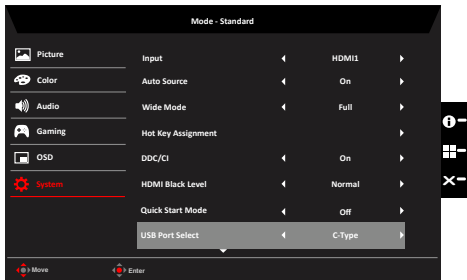 Mode - Standard
Picture
Color
Audio
Gaming
OSD
System
Input HDMI1
Auto Source On
Wide Mode Full
Hot Key Assignment
DDC/CI On
HDMI Black Level Normal
Quick Start Mode Off
USB Port Select C-Type
Move Enter